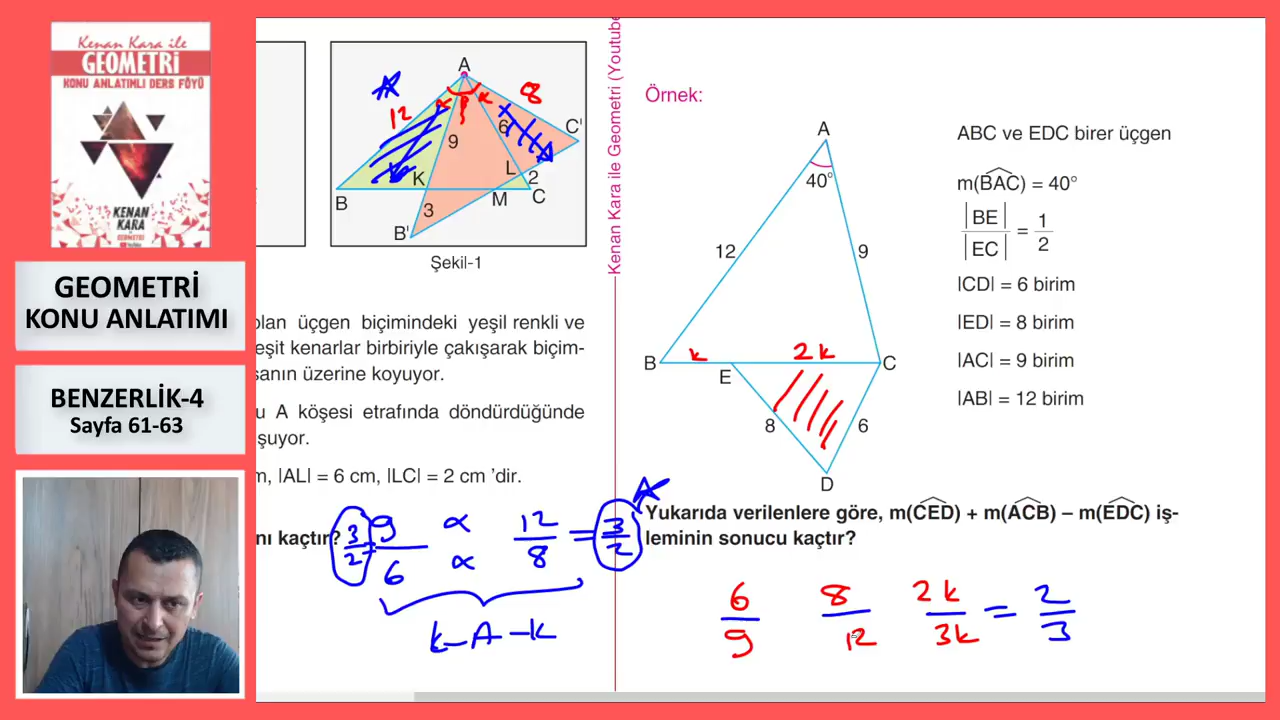 Kenan Kara ile
GEOMETRİ
KONU ANLATIMLI DERS FÖYÜ
KENAN
KARA
GEOMETRİ
KONU ANLATIMI
BENZERLİK-4
Sayfa 61-63
A
12
α
β
α
8
9
6
C'
K
L
2
B
M
C
3
B'
Şekil-1
olan üçgen biçimindeki yeşil renkli ve
eşit kenarlar birbiriyle çakışarak biçim-
sanın üzerine koyuyor.
u A köşesi etrafında döndürdüğünde
şuyor.
m, |AL| = 6 cm, |LC| = 2 cm 'dir.
nı kaçtır?
3/2 = 9/6 α α 12/8 = 3/2
k-A-k
Kenan Kara ile Geometri (Youtube
Örnek:
A
40°
12
9
B
k
2k
C
E
8
6
D
ABC ve EDC birer üçgen
m(BAC) = 40°
|BE|/|EC| = 1/2
|CD| = 6 birim
|ED| = 8 birim
|AC| = 9 birim
|AB| = 12 birim
Yukarıda verilenlere göre, m(CED) + m(ACB) – m(EDC) iş-
leminin sonucu kaçtır?
6/9 8/12 2k/3k = 2/3